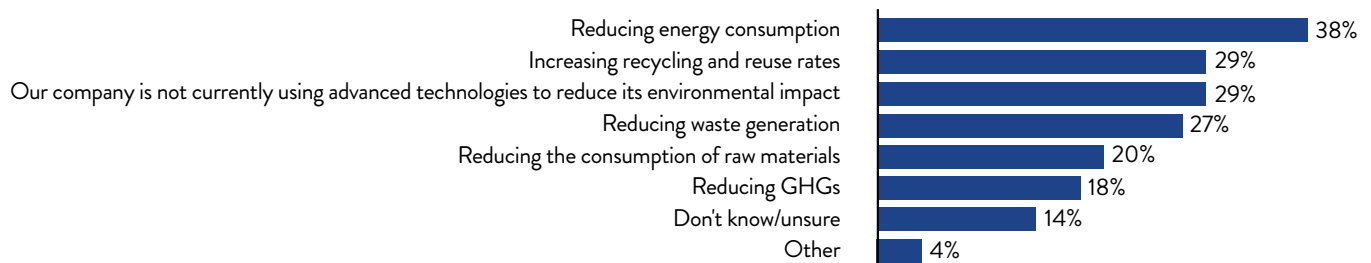 Reducing energy consumption 38%
Increasing recycling and reuse rates 29%
Our company is not currently using advanced technologies to reduce its environmental impact 29%
Reducing waste generation 27%
Reducing the consumption of raw materials 20%
Reducing GHGs 18%
Don't know/unsure 14%
Other 4%